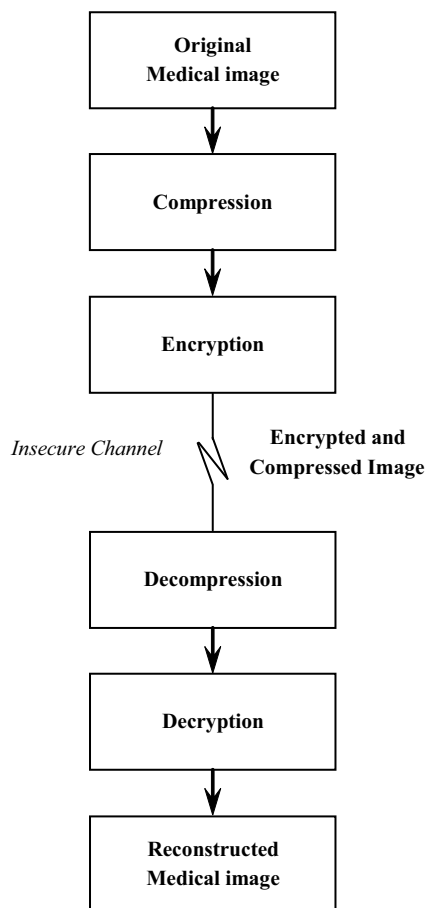 Original
Medical image
Compression
Encryption
Insecure Channel
Encrypted and
Compressed Image
Decompression
Decryption
Reconstructed
Medical image